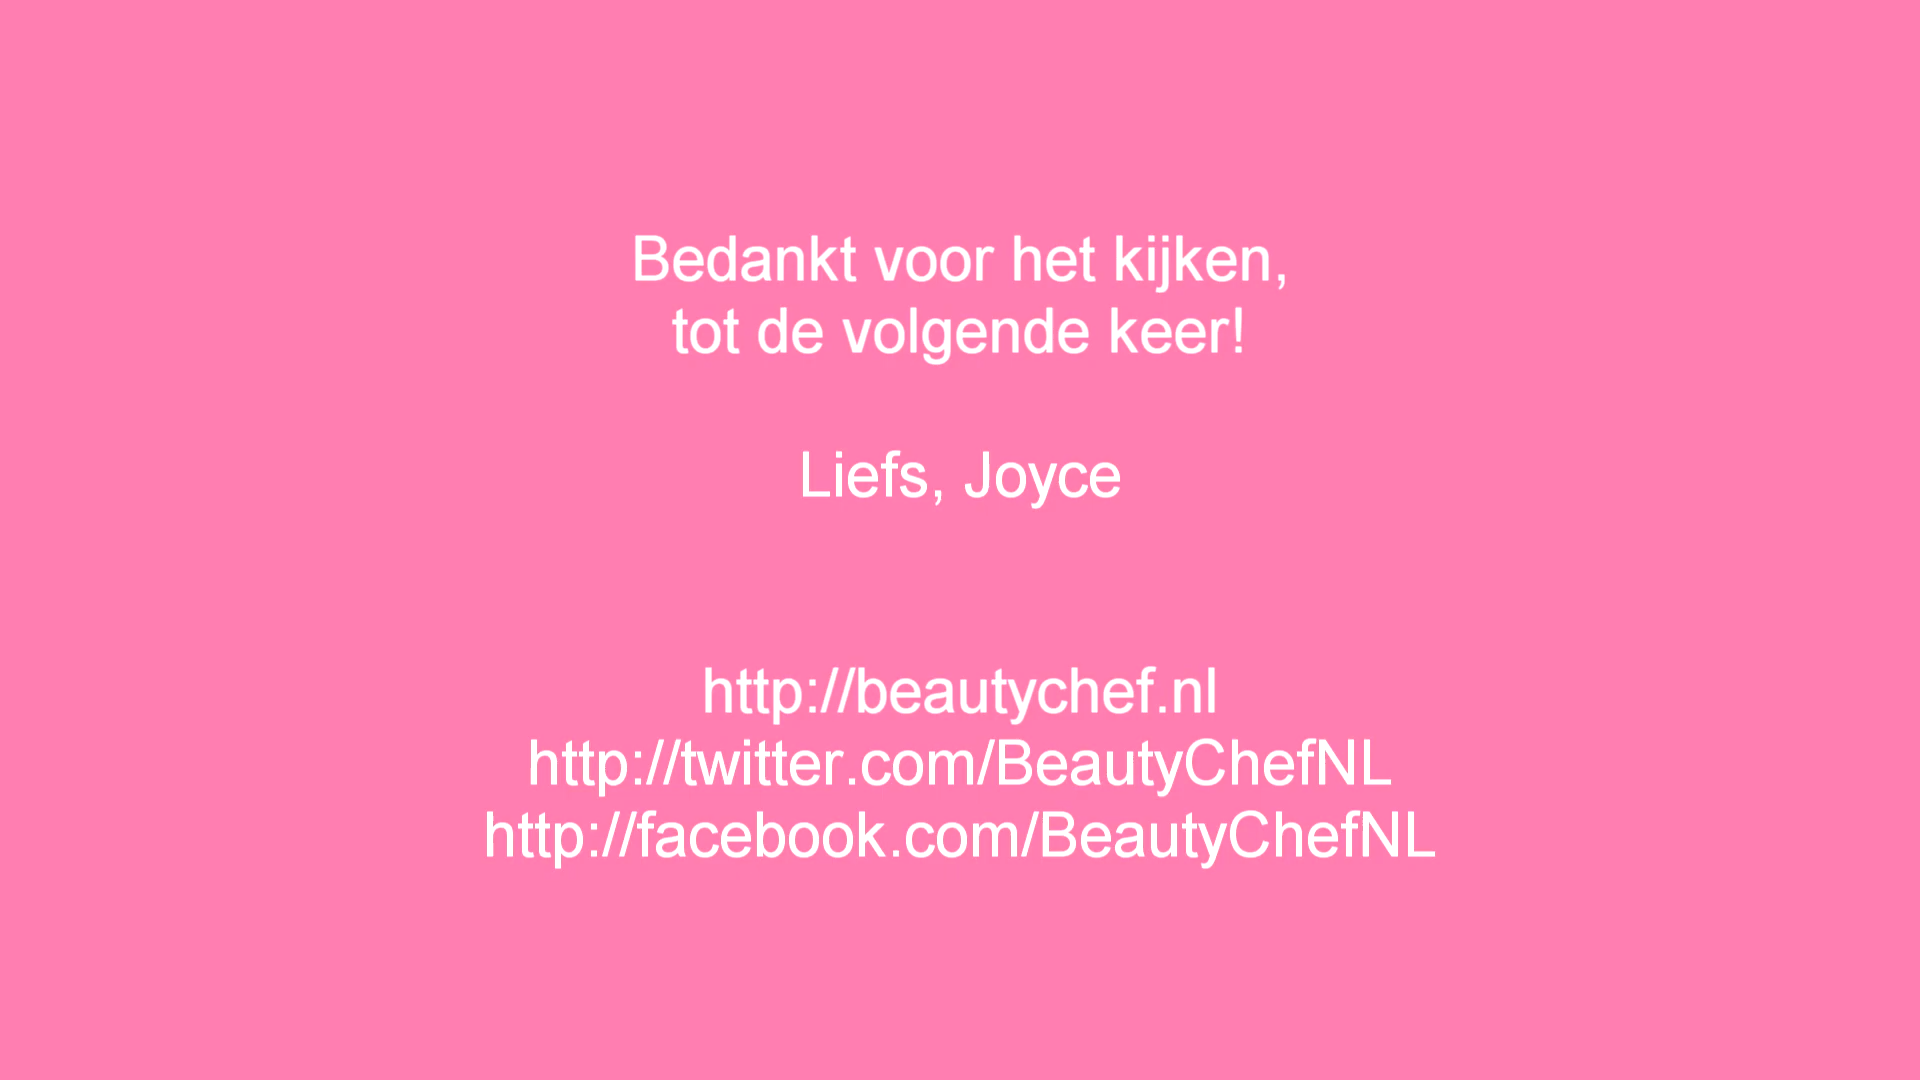 Bedankt voor het kijken,
tot de volgende keer!
Liefs, Joyce
http://beautychef.nl
http://twitter.com/BeautyChefNL
http://facebook.com/BeautyChefNL